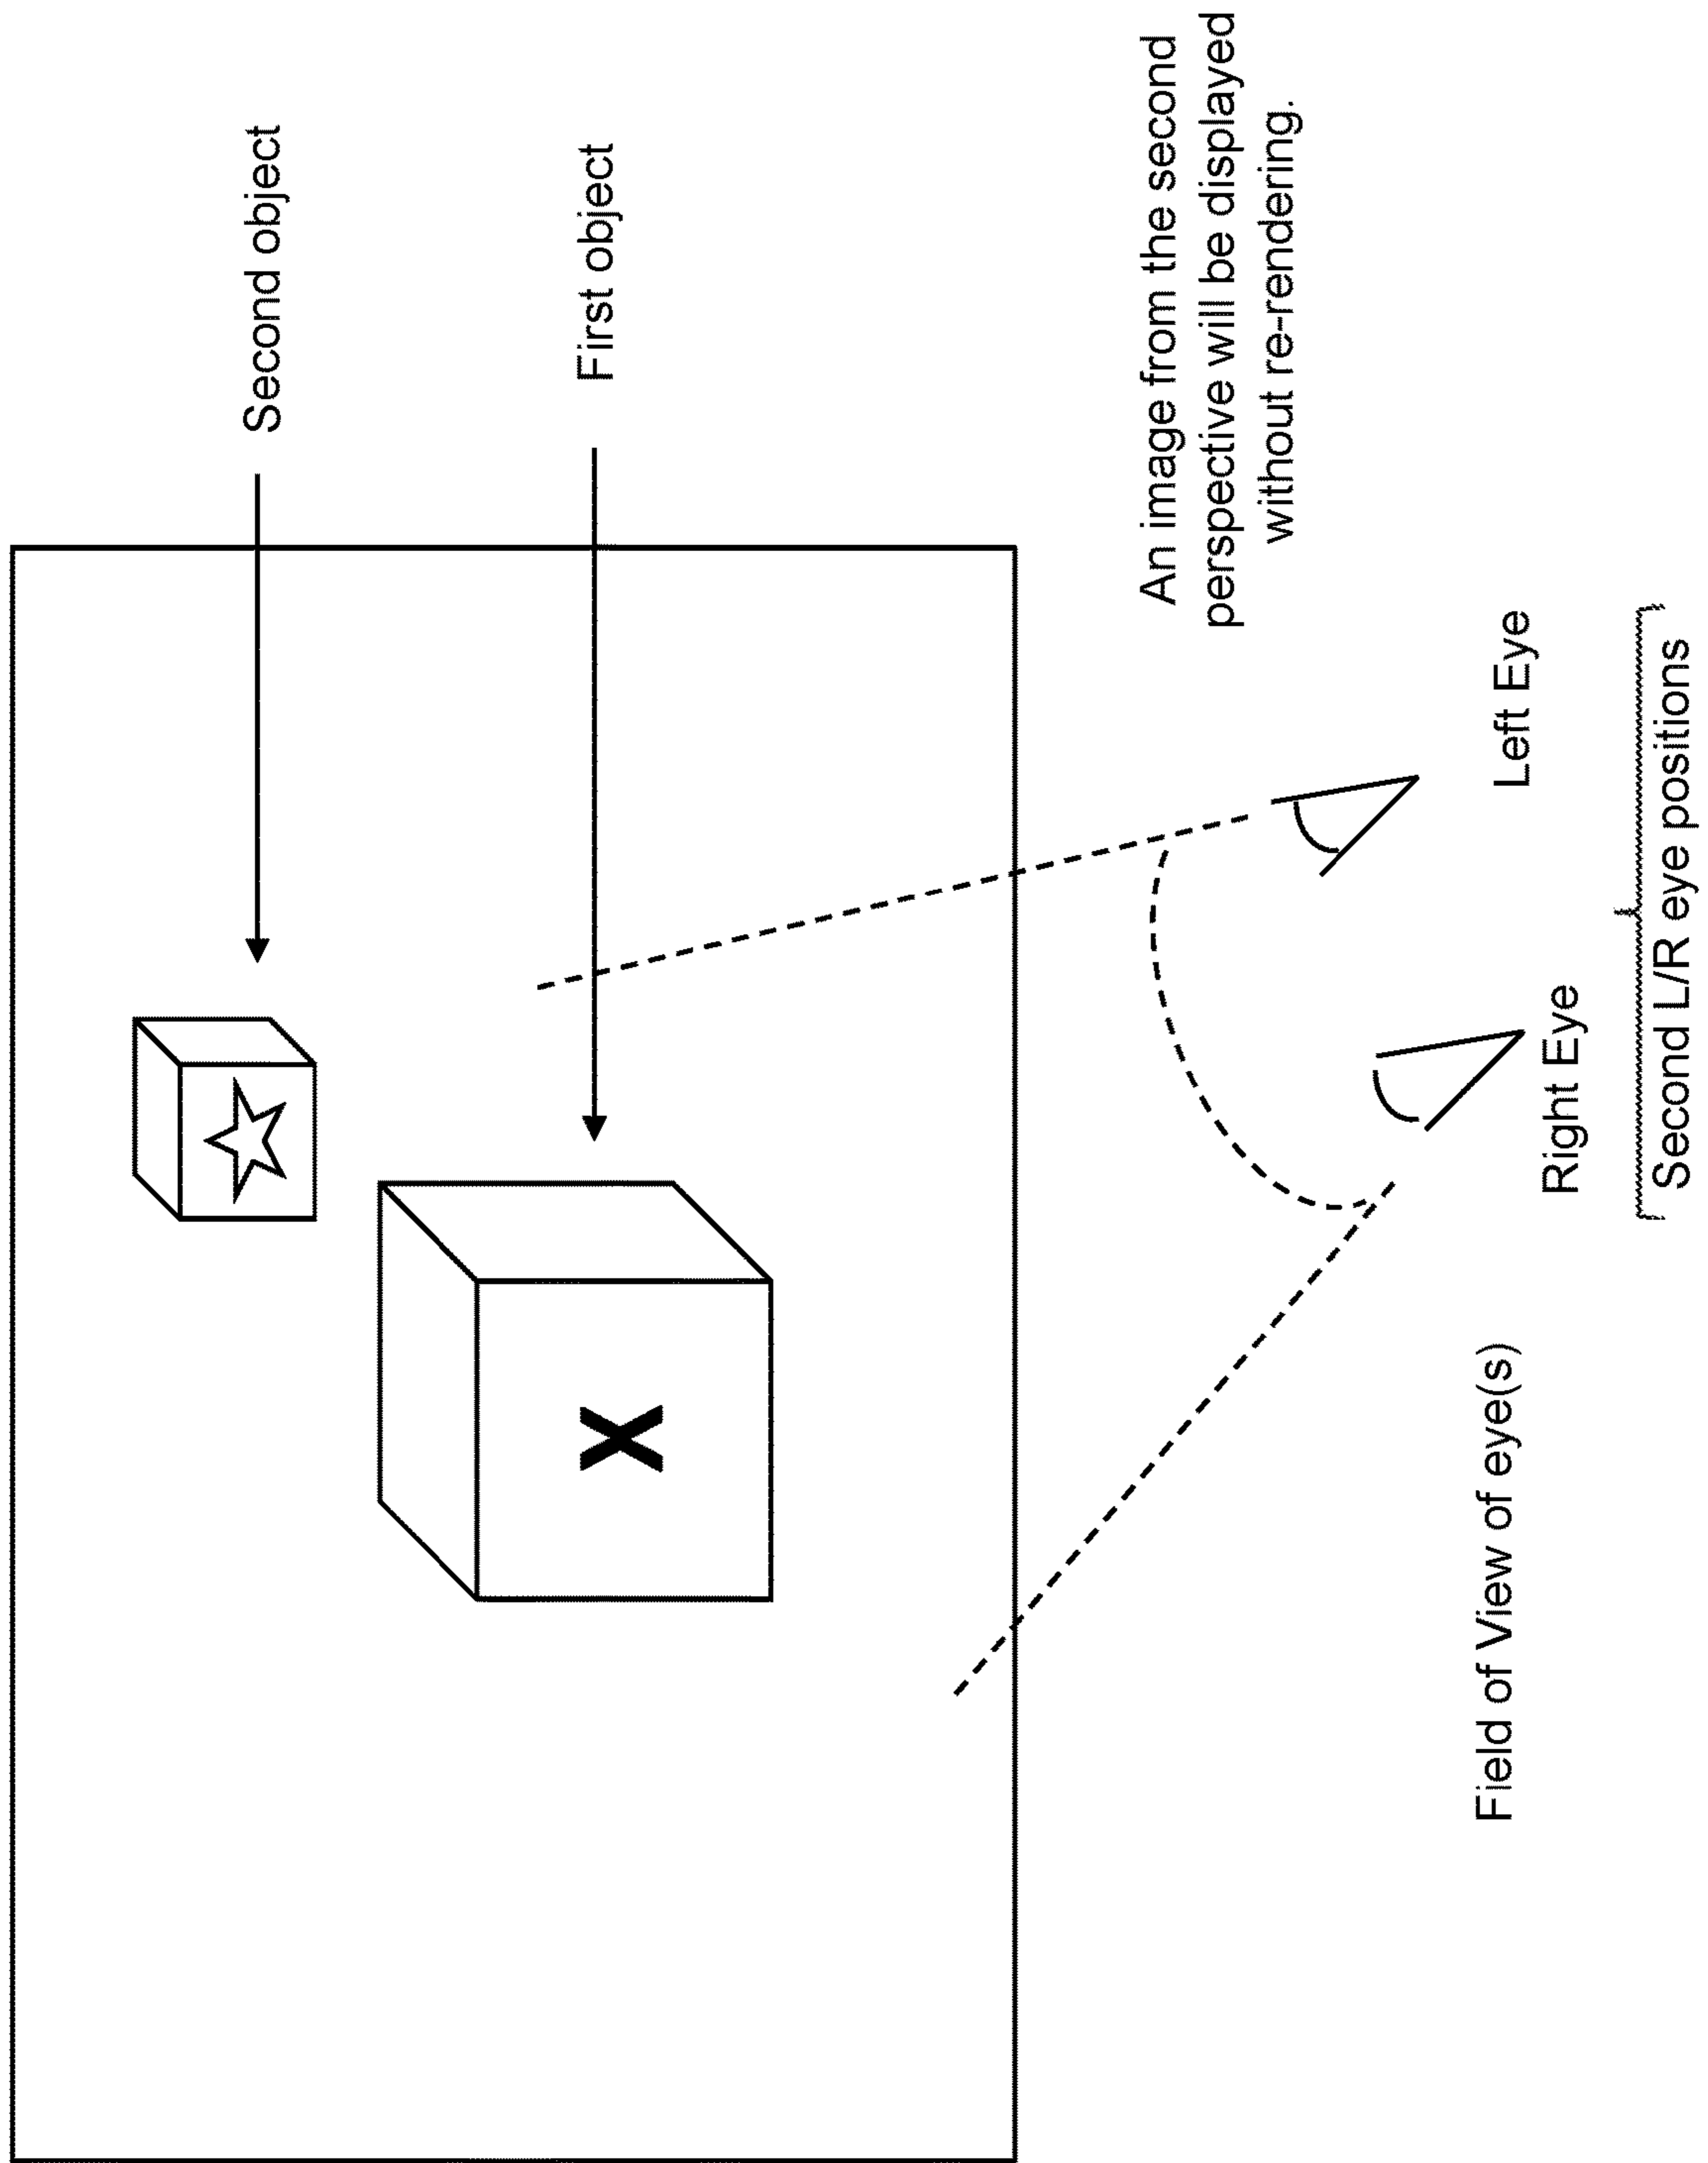 Second object
First object
X
An image from the second
perspective will be displayed
without re-rendering.
Field of View of eye(s)
Left Eye
Right Eye
Second L/R eye positions